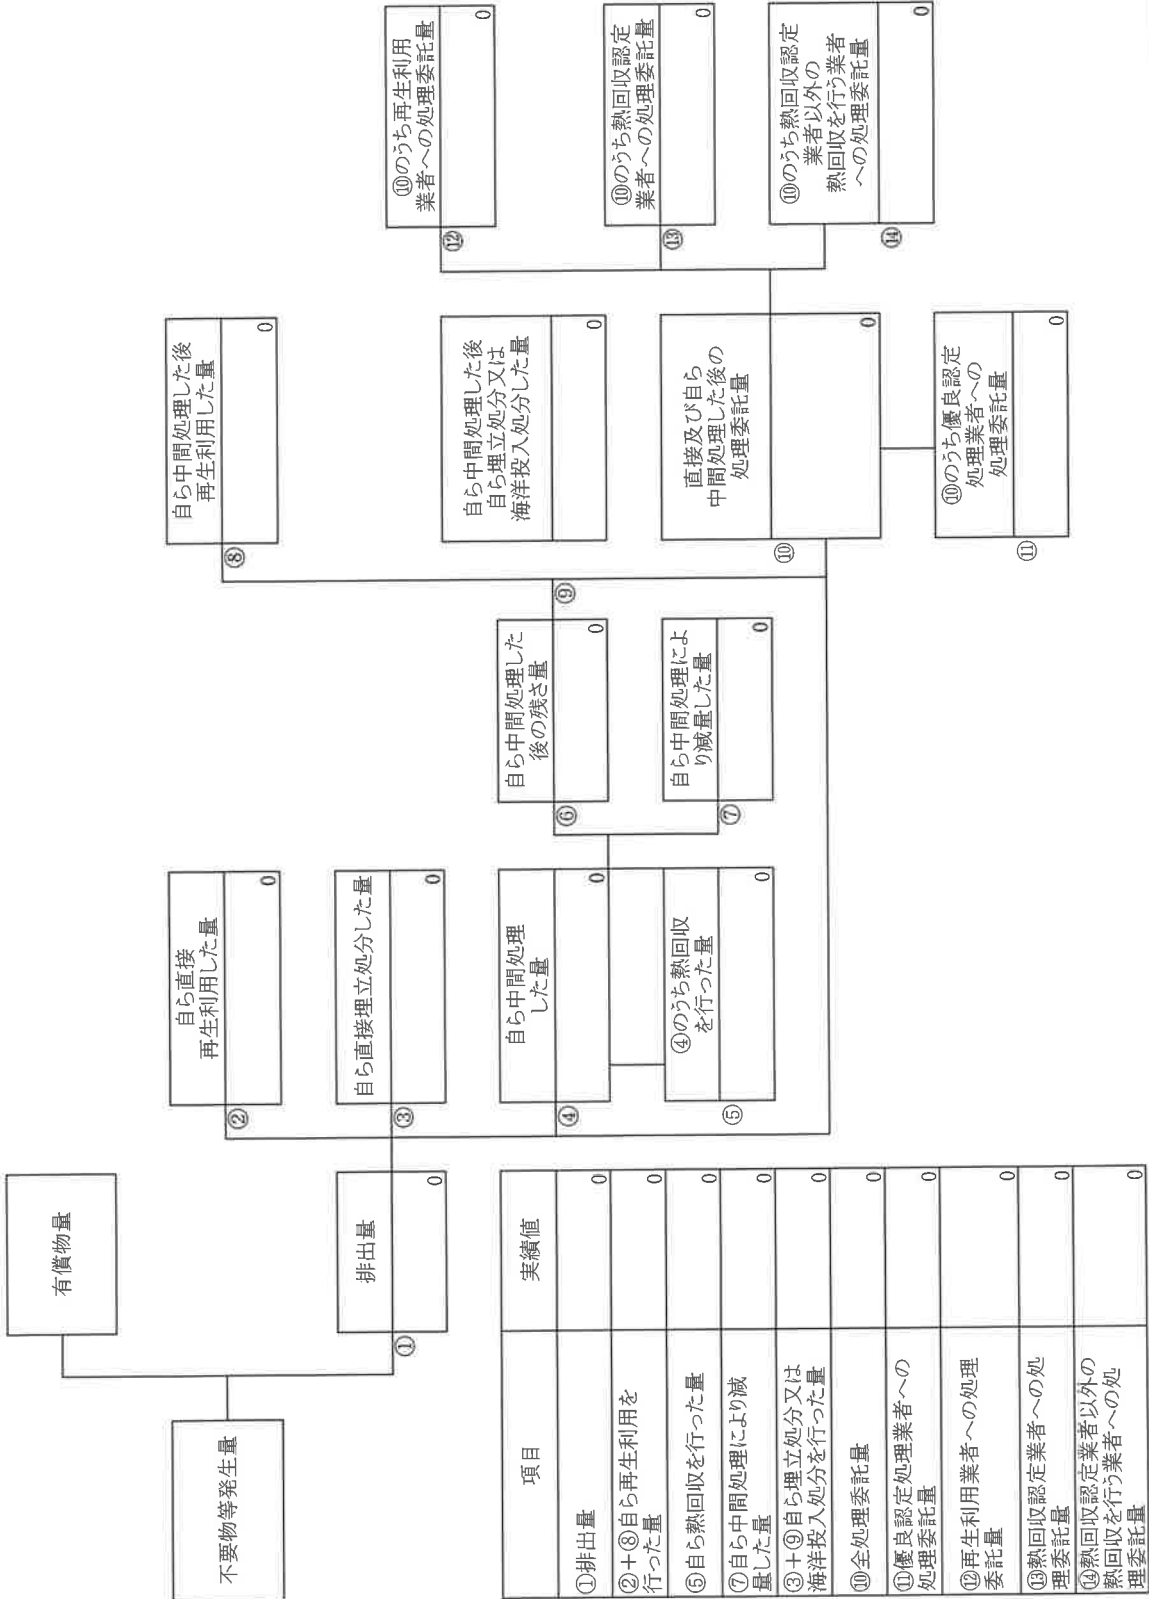 不要物等発生量
有償物量
①
排出量
0
②
自ら直接
再生利用した量
0
③
自ら直接埋立処分した量
0
④
自ら中間処理
した量
0
⑤
④のうち熱回収
を行った量
0
⑥
自ら中間処理した
後の残さ量
0
⑦
自ら中間処理によ
り減量した量
0
⑧
自ら中間処理した後
再生利用した量
0
⑨
自ら中間処理した後
自ら埋立処分又は
海洋投入処分した量
0
⑩
直接及び自ら
中間処理した後の
処理委託量
0
⑪
⑩のうち優良認定
処理業者への
処理委託量
0
⑫
⑩のうち再生利用
業者への処理委託量
0
⑬
⑩のうち熱回収認定
業者への処理委託量
0
⑭
⑩のうち熱回収認定
業者以外の
熱回収を行う業者
への処理委託量
0
項目
実績値
①排出量
0
②+⑧自ら再生利用を
行った量
0
⑤自ら熱回収を行った量
0
⑦自ら中間処理により減
量した量
0
③+⑨自ら埋立処分又は
海洋投入処分を行った量
0
⑩全処理委託量
0
⑪優良認定処理業者への
処理委託量
0
⑫再生利用業者への処理
委託量
0
⑬熱回収認定業者への処
理委託量
0
⑭熱回収認定業者以外の
熱回収を行う業者への処
理委託量
0